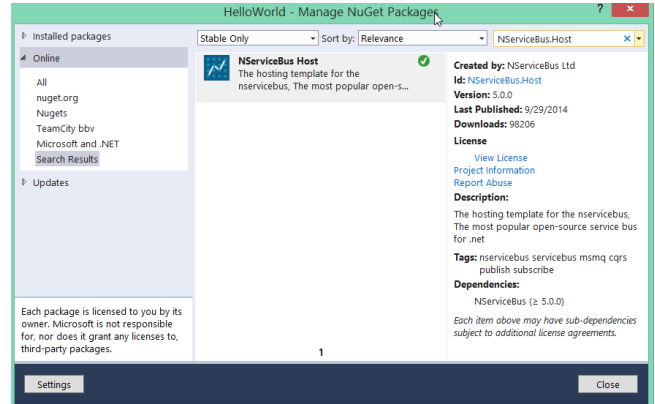 HelloWorld - Manage NuGet Packages
? ×
Installed packages
Online
All
nuget.org
Nugets
TeamCity bbv
Microsoft and .NET
Search Results
Updates
Each package is licensed to you by its
owner. Microsoft is not responsible
for, nor does it grant any licenses to,
third-party packages.
Stable Only
Sort by: Relevance
NServiceBus Host
The hosting template for the
nservicebus, The most popular open-s...
1
NServiceBus.Host
Created by: NServiceBus Ltd
Id: NServiceBus.Host
Version: 5.0.0
Last Published: 9/29/2014
Downloads: 98206
License
View License
Project Information
Report Abuse
Description:
The hosting template for the nservicebus,
The most popular open-source service bus
for .net
Tags: nservicebus servicebus msmq cqrs
publish subscribe
Dependencies:
NServiceBus (≥ 5.0.0)
Each item above may have sub-dependencies
subject to additional license agreements.
Settings
Close